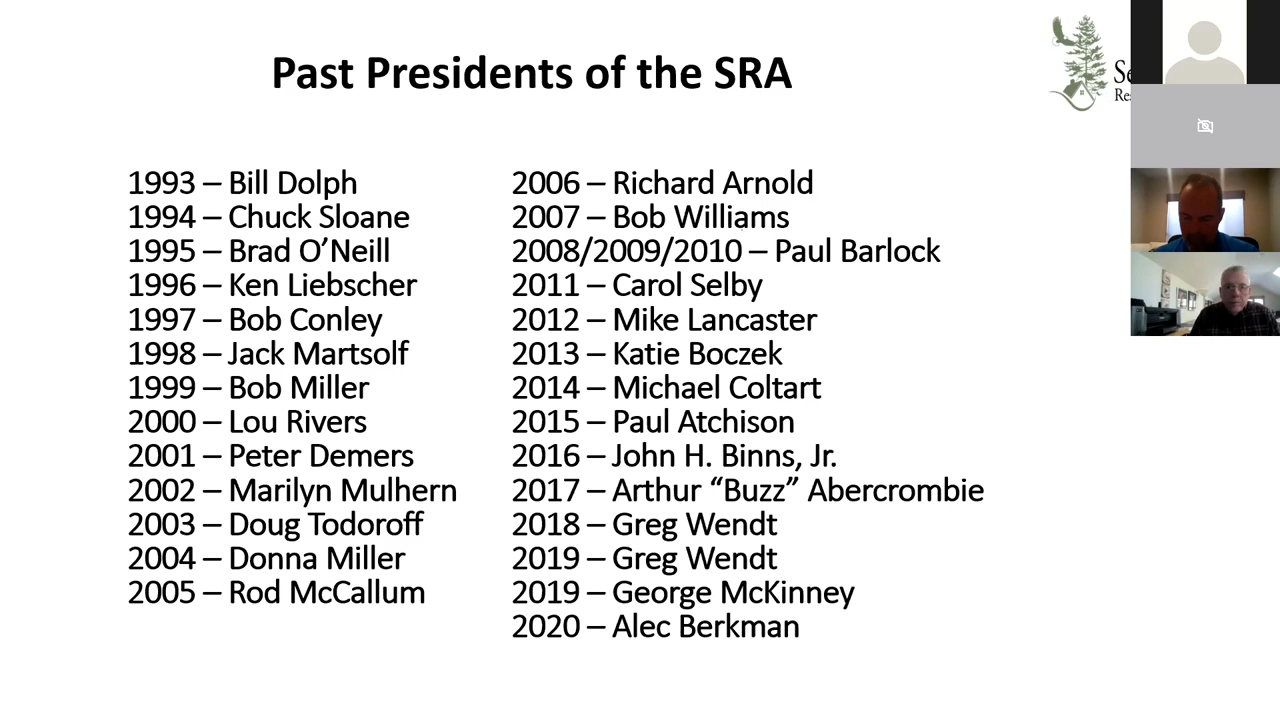 Past Presidents of the SRA
1993 – Bill Dolph
1994 – Chuck Sloane
1995 – Brad O’Neill
1996 – Ken Liebscher
1997 – Bob Conley
1998 – Jack Martsolf
1999 – Bob Miller
2000 – Lou Rivers
2001 – Peter Demers
2002 – Marilyn Mulhern
2003 – Doug Todoroff
2004 – Donna Miller
2005 – Rod McCallum
2006 – Richard Arnold
2007 – Bob Williams
2008/2009/2010 – Paul Barlock
2011 – Carol Selby
2012 – Mike Lancaster
2013 – Katie Boczek
2014 – Michael Coltart
2015 – Paul Atchison
2016 – John H. Binns, Jr.
2017 – Arthur “Buzz” Abercrombie
2018 – Greg Wendt
2019 – Greg Wendt
2019 – George McKinney
2020 – Alec Berkman